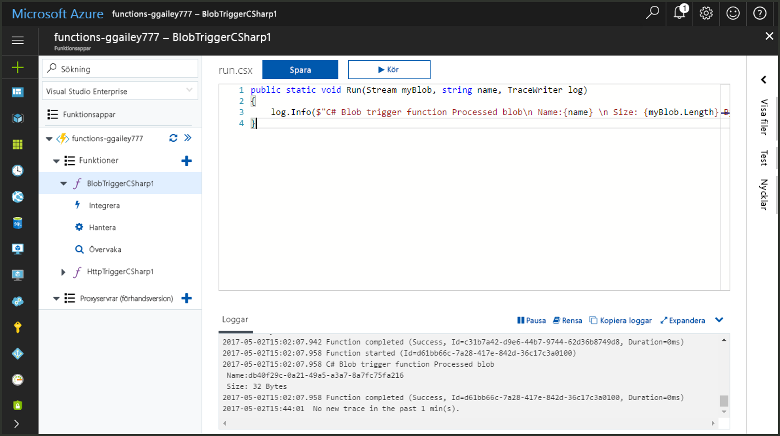 Microsoft Azure functions-ggailey777 – BlobTriggerCSharp1
1
functions-ggailey777 – BlobTriggerCSharp1
Funktionsappar
Sökning
Visual Studio Enterprise
Funktionsappar
functions-ggailey777
Funktioner
BlobTriggerCSharp1
Integrera
Hantera
Övervaka
HttpTriggerCSharp1
Proxyservrar (förhandsversion)
run.csx Spara Kör
1 public static void Run(Stream myBlob, string name, TraceWriter log)
2 {
3 log.Info($"C# Blob trigger function Processed blob\n Name:{name} \n Size: {myBlob.Length} B
4 }
Visa filer
Test
Nycklar
Loggar Pausa Rensa Kopiera loggar Expandera
2017-05-02T15:02:07.942 Function completed (Success, Id=c31b7a42-d9e6-44b7-9744-62d36b8749d8, Duration=0ms)
2017-05-02T15:02:07.958 Function started (Id=d61bb66c-7a28-417e-842d-36c17c3a0100)
2017-05-02T15:02:07.958 C# Blob trigger function Processed blob
Name:db40f29c-0a21-49a5-a3a7-8a7fc75fa216
Size: 32 Bytes
2017-05-02T15:02:07.958 Function completed (Success, Id=d61bb66c-7a28-417e-842d-36c17c3a0100, Duration=0ms)
2017-05-02T15:44:01 No new trace in the past 1 min(s).